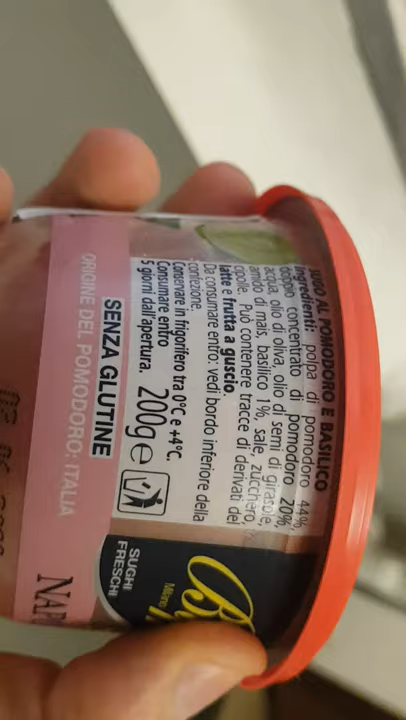 SUGO AL POMODORO E BASILICO
Ingredienti: polpa di pomodoro 44%,
doppio concentrato di pomodoro 20%,
acqua, olio di oliva, olio di semi di girasole,
amido di mais, basilico 1%, sale, zucchero,
cipolle. Può contenere tracce di derivati del
latte e frutta a guscio.
Da consumare entro: vedi bordo inferiore della
confezione.
Conservare in frigorifero tra 0°C e +4°C.
Consumare entro
5 giorni dall'apertura. 200g e
SENZA GLUTINE
ORIGINE DEL POMODORO: ITALIA
SUGHI
FRESCHI